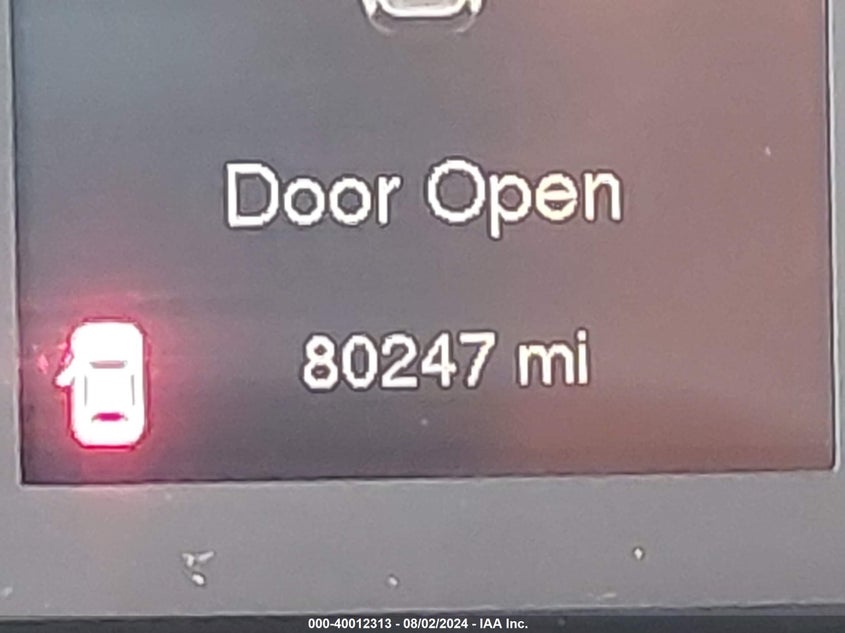 Door Open
80247 mi
000-40012313 - 08/02/2024 - IAA Inc.